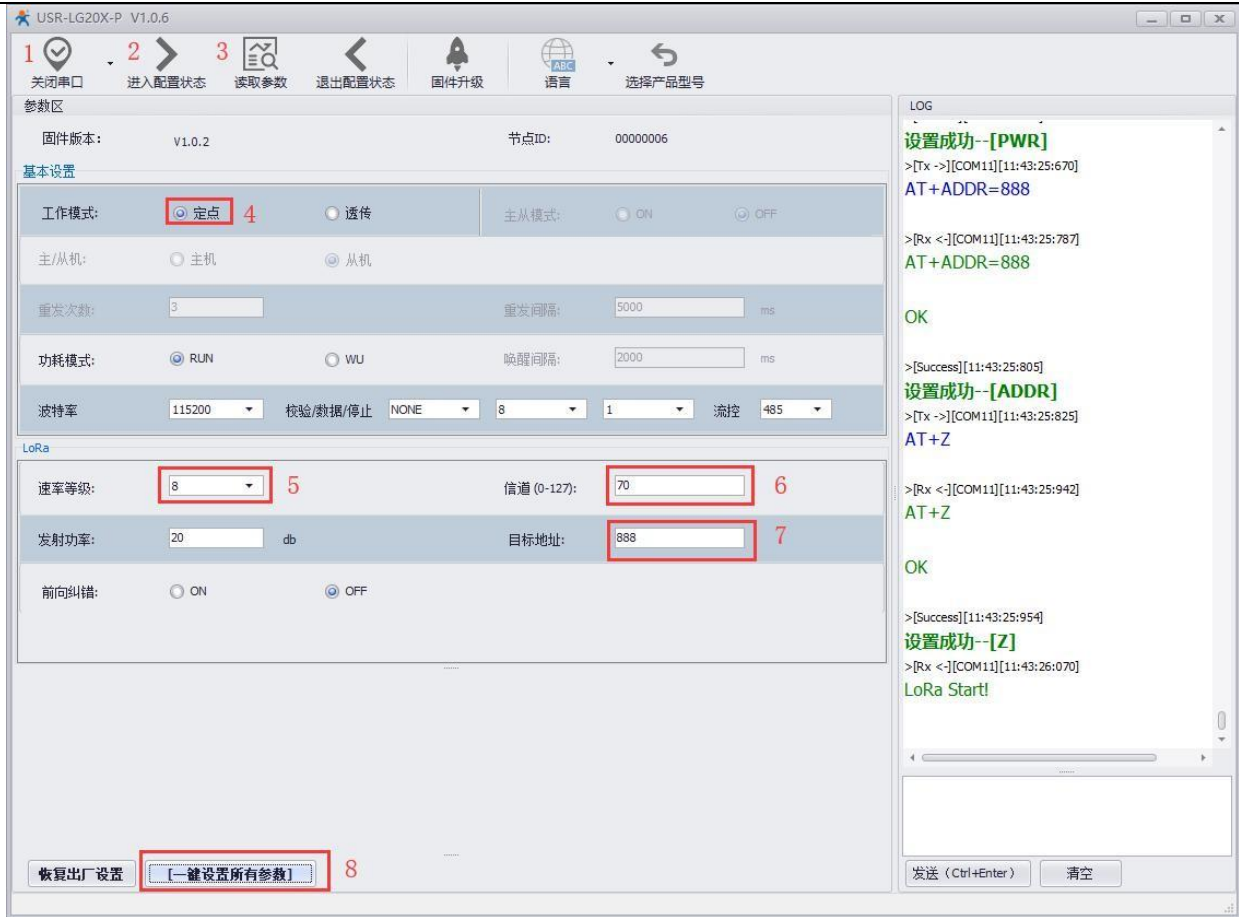 USR-LG20X-P V1.0.6
1 2 3
关闭串口 进入配置状态 读取参数 退出配置状态 固件升级 ABC 语言 选择产品型号
参数区
固件版本: V1.0.2 节点ID: 00000006
基本设置
工作模式: 定点 4 透传 主从模式: ON OFF
主/从机: 主机 从机
重发次数: 3 重发间隔: 5000 ms
功耗模式: RUN WU 唤醒间隔: 2000 ms
波特率 115200 校验/数据/停止 NONE 8 1 流控 485
LoRa
速率等级: 8 5 信道(0-127): 70 6
发射功率: 20 db 目标地址: 888 7
前向纠错: ON OFF
恢复出厂设置 [一键设置所有参数] 8
LOG
设置成功--[PWR]
>[Tx ->][COM11][11:43:25:670]
AT+ADDR=888
>[Rx <-][COM11][11:43:25:787]
AT+ADDR=888
OK
>[Success][11:43:25:805]
设置成功--[ADDR]
>[Tx ->][COM11][11:43:25:825]
AT+Z
>[Rx <-][COM11][11:43:25:942]
AT+Z
OK
>[Success][11:43:25:954]
设置成功--[Z]
>[Rx <-][COM11][11:43:26:070]
LoRa Start!
发送(Ctrl+Enter) 清空